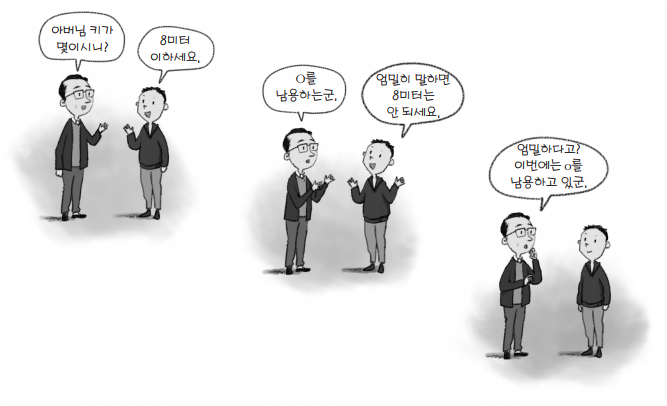 아버님 키가
몇이시니?
8미터
이하세요.
O를
남용하는군.
엄밀히 말하면
8미터는
안 되세요.
엄밀하다고?
이번에는 o를
남용하고 있군.